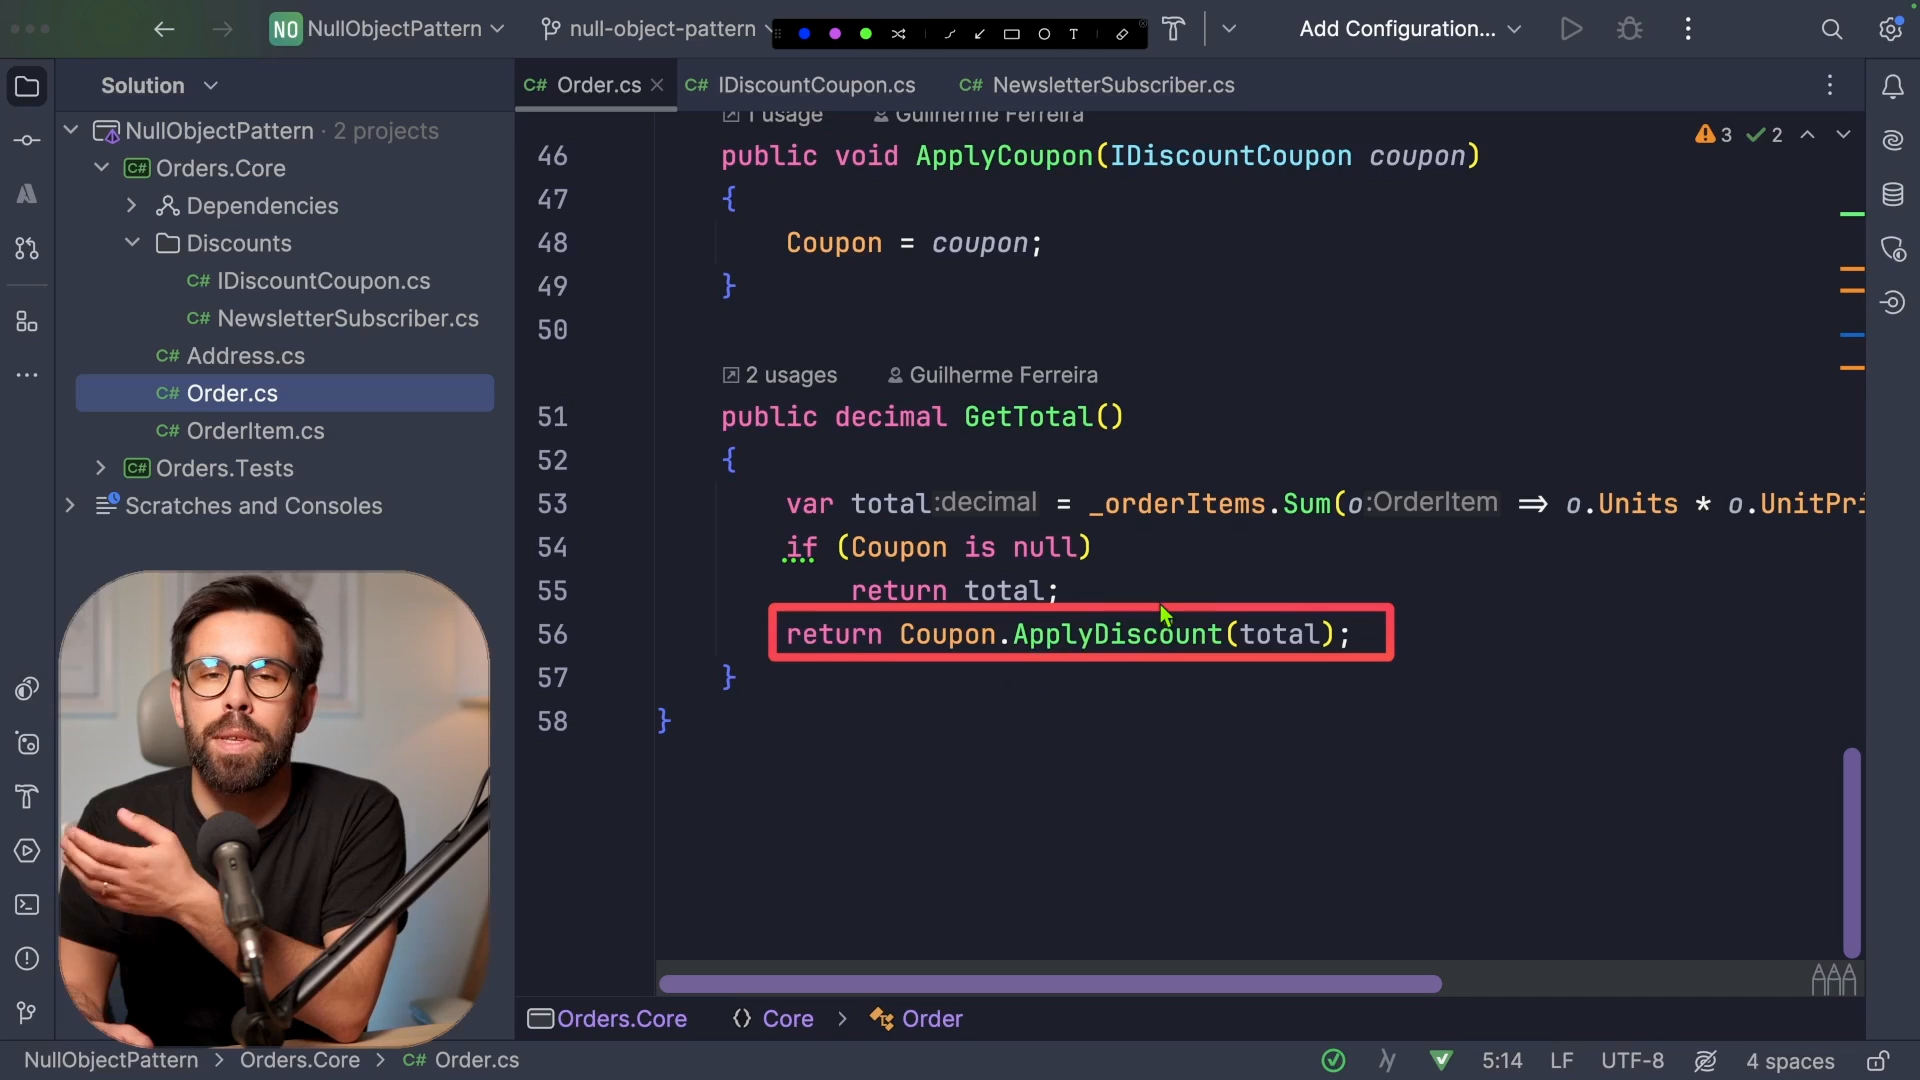 NO NullObjectPattern
null-object-pattern
T
Add Configuration...
Solution
C# Order.cs
C# IDiscountCoupon.cs
C# NewsletterSubscriber.cs
NullObjectPattern · 2 projects
C# Orders.Core
Dependencies
Discounts
C# IDiscountCoupon.cs
C# NewsletterSubscriber.cs
C# Address.cs
C# Order.cs
C# OrderItem.cs
C# Orders.Tests
Scratches and Consoles
1 usage Guilherme Ferreira
3 2
46 public void ApplyCoupon(IDiscountCoupon coupon)
47 {
48 Coupon = coupon;
49 }
50
2 usages Guilherme Ferreira
51 public decimal GetTotal()
52 {
53 var total:decimal = _orderItems.Sum(o:OrderItem => o.Units * o.UnitPri
54 if (Coupon is null)
55 return total;
56 return Coupon.ApplyDiscount(total);
57 }
58 }
Orders.Core {} Core > Order
NullObjectPattern > Orders.Core > C# Order.cs
5:14 LF UTF-8 4 spaces